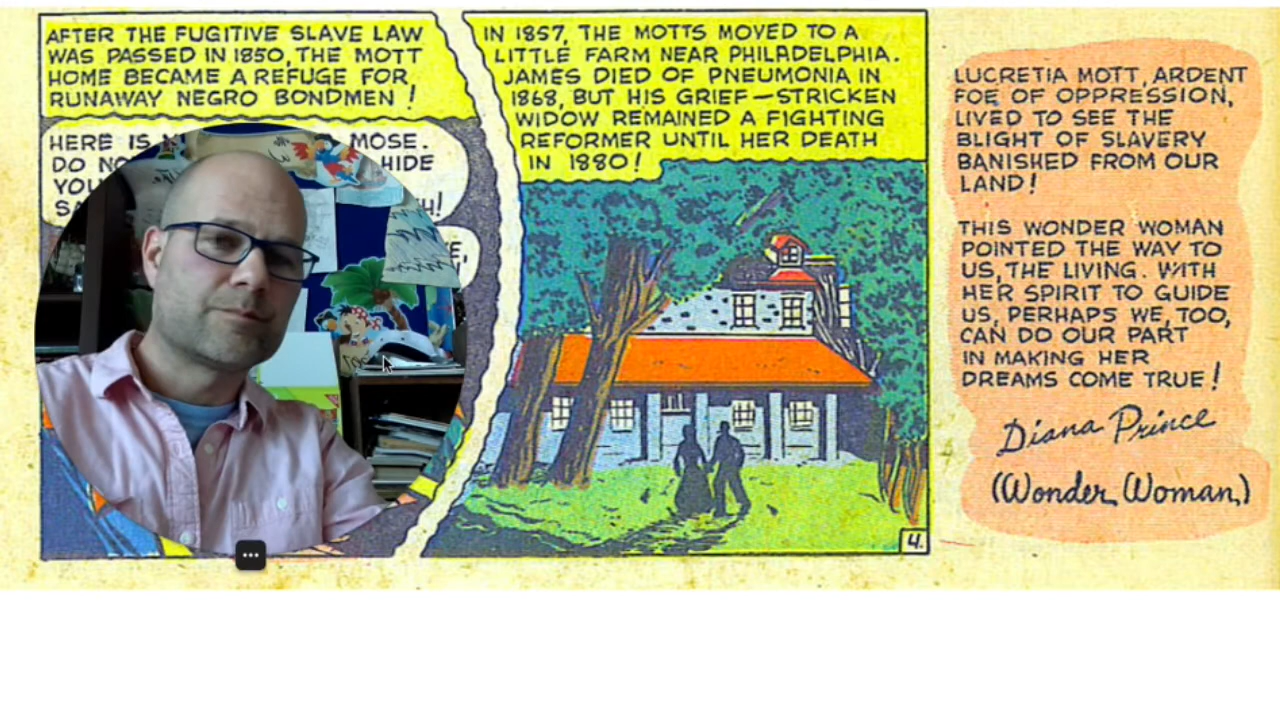 AFTER THE FUGITIVE SLAVE LAW
WAS PASSED IN 1850, THE MOTT
HOME BECAME A REFUGE FOR
RUNAWAY NEGRO BONDMEN!
HERE IS
MOSE.
DO
HIDE
IN 1857, THE MOTTS MOVED TO A
LITTLE FARM NEAR PHILADELPHIA.
JAMES DIED OF PNEUMONIA IN
1868, BUT HIS GRIEF-STRICKEN
WIDOW REMAINED A FIGHTING
REFORMER UNTIL HER DEATH
IN 1880!
4.
LUCRETIA MOTT, ARDENT
FOE OF OPPRESSION,
LIVED TO SEE THE
BLIGHT OF SLAVERY
BANISHED FROM OUR
LAND!
THIS WONDER WOMAN
POINTED THE WAY TO
US, THE LIVING. WITH
HER SPIRIT TO GUIDE
US, PERHAPS WE, TOO,
CAN DO OUR PART
IN MAKING HER
DREAMS COME TRUE!
Diana Prince
(Wonder Woman)